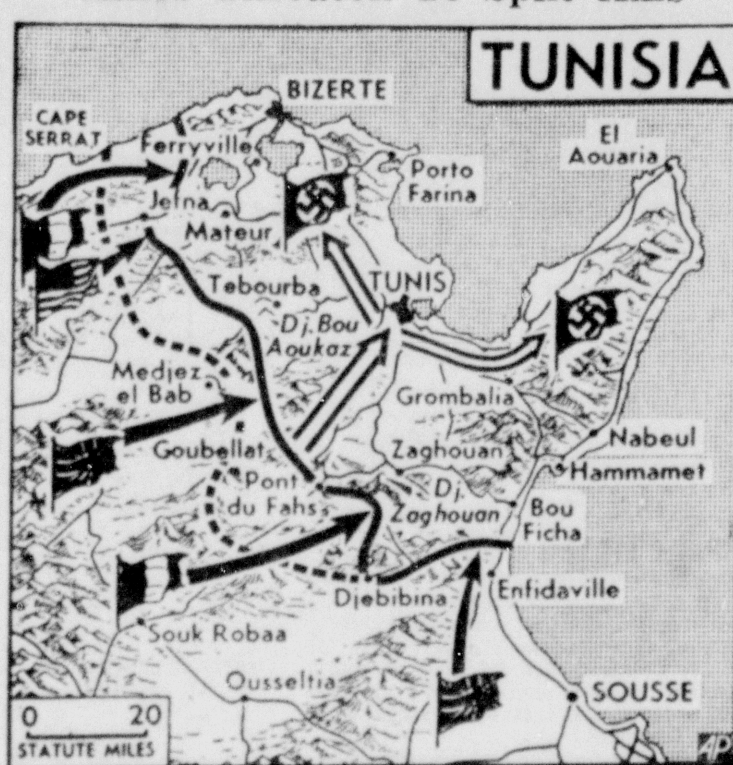 TUNISIA
BIZERTE
CAPE
SERRAT
Ferryville
El
Aouaria
Porto
Farina
Jefna
Mateur
Tebourba
TUNIS
Dj. Bou
Aoukaz
Medjez
el Bab
Grombalia
Goubellat
Zaghouan
Nabeul
Hammamet
Pont
du Fahs
Dj.
Zaghouan
Bou
Ficha
Djebibina
Enfidaville
Souk Robaa
Ousseltia
SOUSSE
0 20
STATUTE MILES
AP